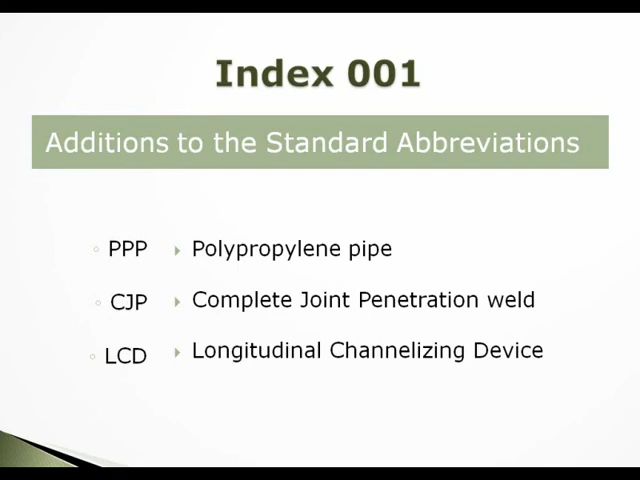 Index 001
Additions to the Standard Abbreviations
PPP Polypropylene pipe
CJP Complete Joint Penetration weld
LCD Longitudinal Channelizing Device